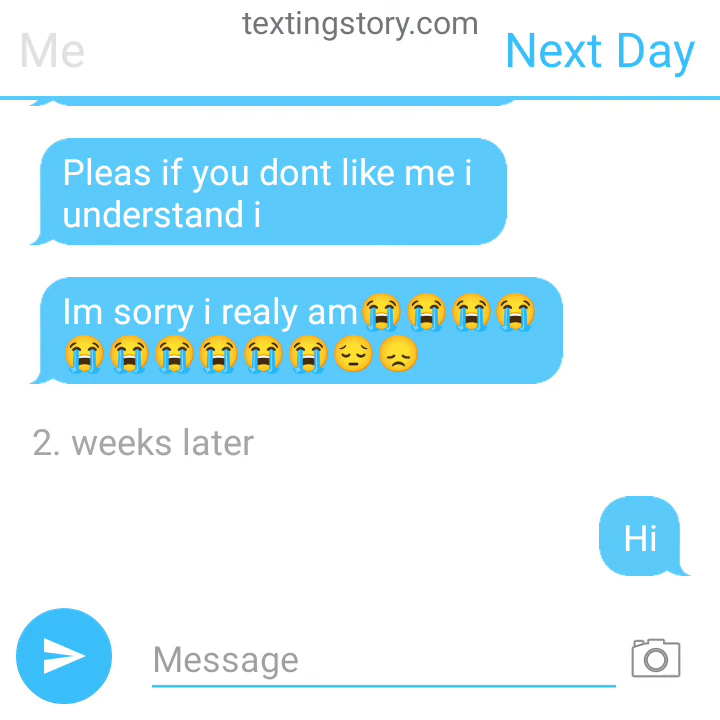 textingstory.com
Me
Next Day
Pleas if you dont like me i
understand i
Im sorry i realy am😭😭😭😭
😭😭😭😭😭😭😔😞
2. weeks later
Hi
Message